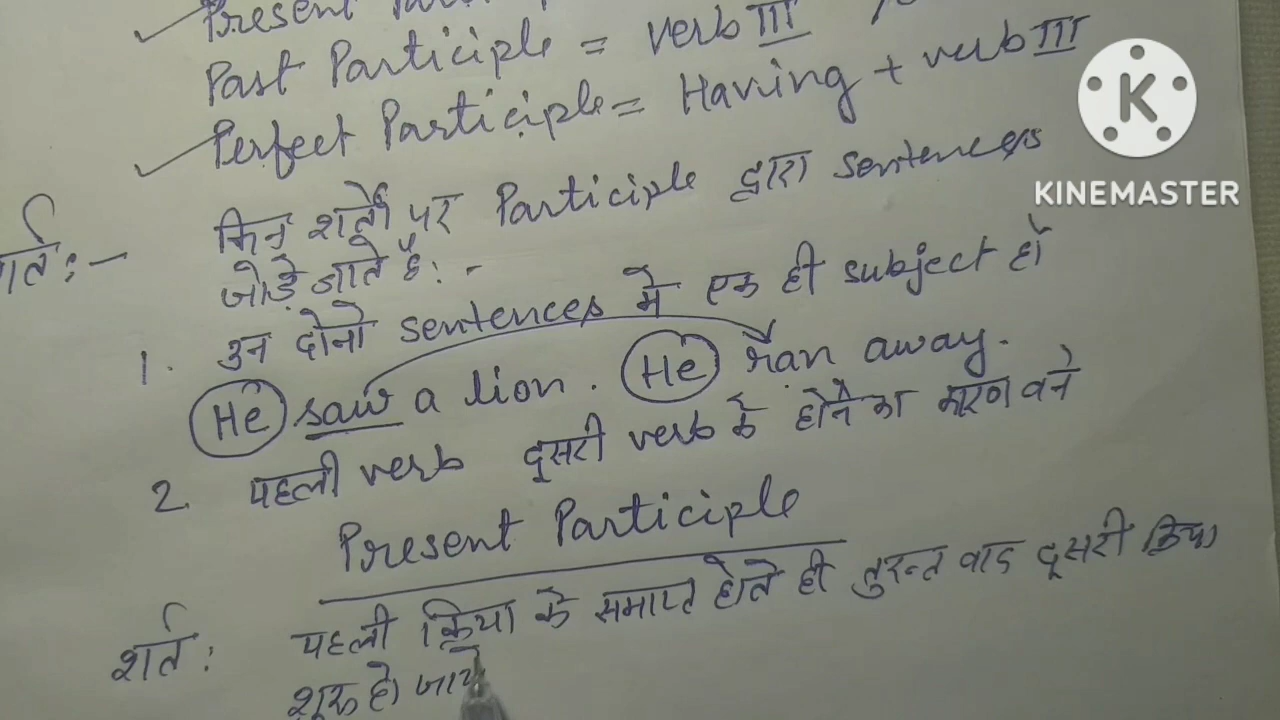 Present
Past Participle = verb III
Perfect Participle = Having + verb III
शर्त :-
किन शर्तों पर Participle द्वारा sentences
जोड़े जाते हैं : -
1. उन दोनो sentences में एक ही subject हों
He saw a lion. He ran away.
2. पहली verb दूसरी verb के होने का कारण बने
Present Participle
शर्त : पहली क्रिया के समाप्त होते ही तुरन्त बाद दूसरी क्रिया
शुरू हो जाये
K
KINEMASTER